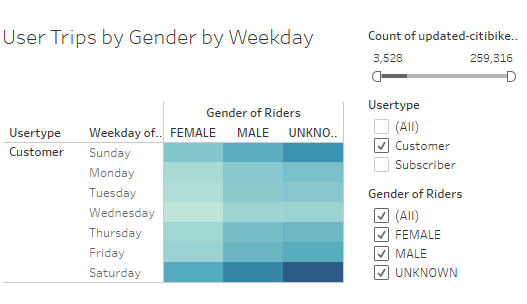 User Trips by Gender by Weekday
Count of updated-citibike..
3,528 259,316
Usertype
(All)
Customer
Subscriber
Gender of Riders
(All)
FEMALE
MALE
UNKNOWN
Gender of Riders
Usertype Weekday of.. FEMALE MALE UNKNO..
Customer Sunday
Monday
Tuesday
Wednesday
Thursday
Friday
Saturday